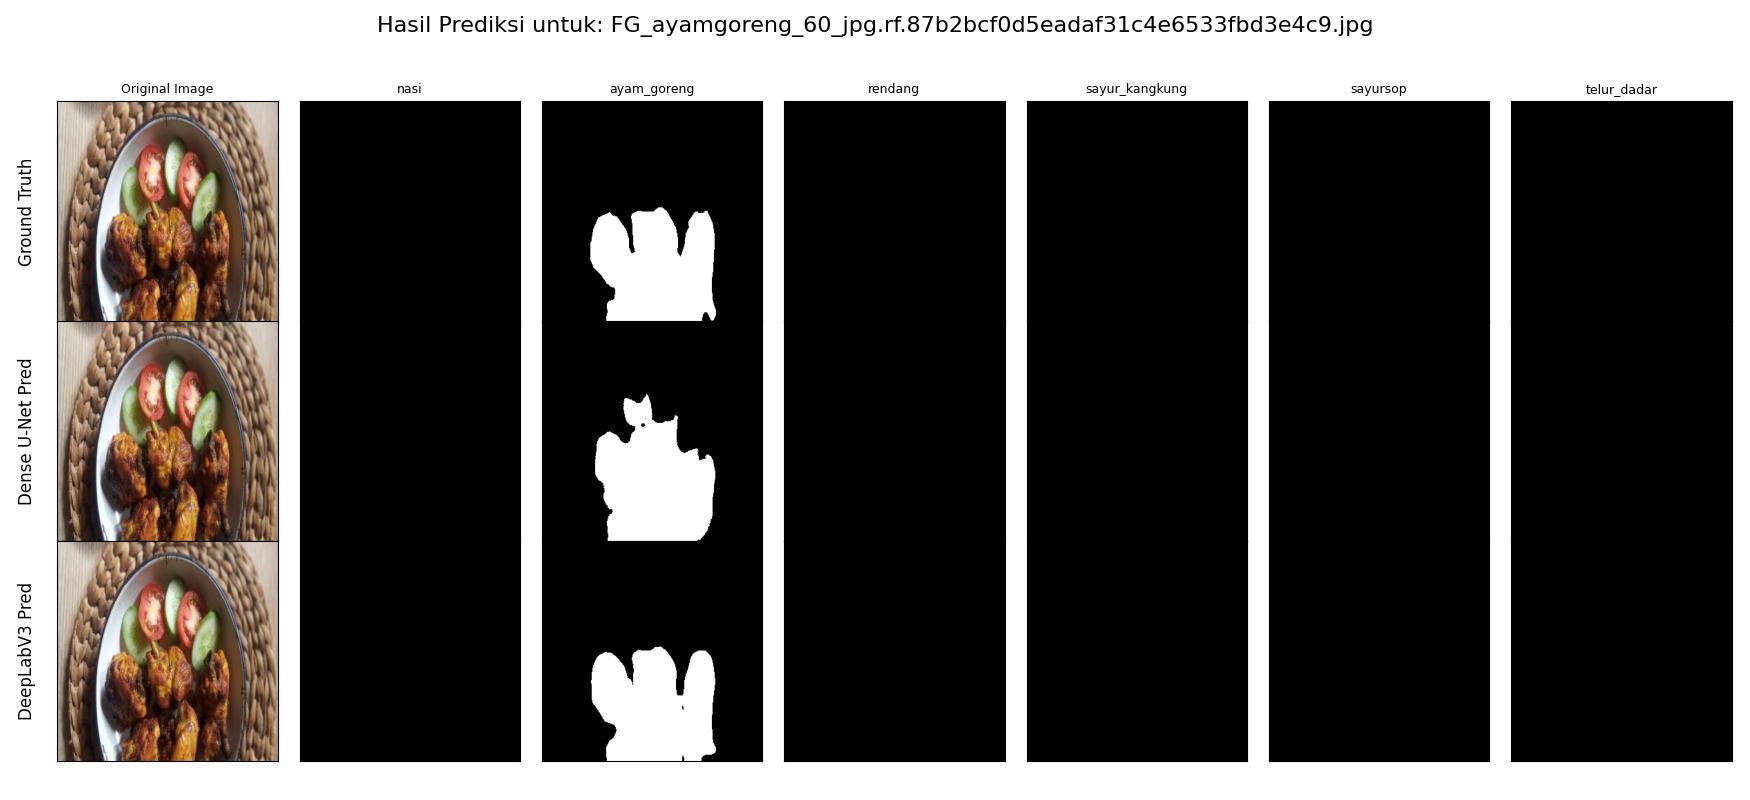 Hasil Prediksi untuk: FG_ayamgoreng_60_jpg.rf.87b2bcf0d5eadaf31c4e6533fbd3e4c9.jpg
Original Image nasi ayam_goreng rendang sayur_kangkung sayursop telur_dadar
Ground Truth
Dense U-Net Pred
DeepLabV3 Pred